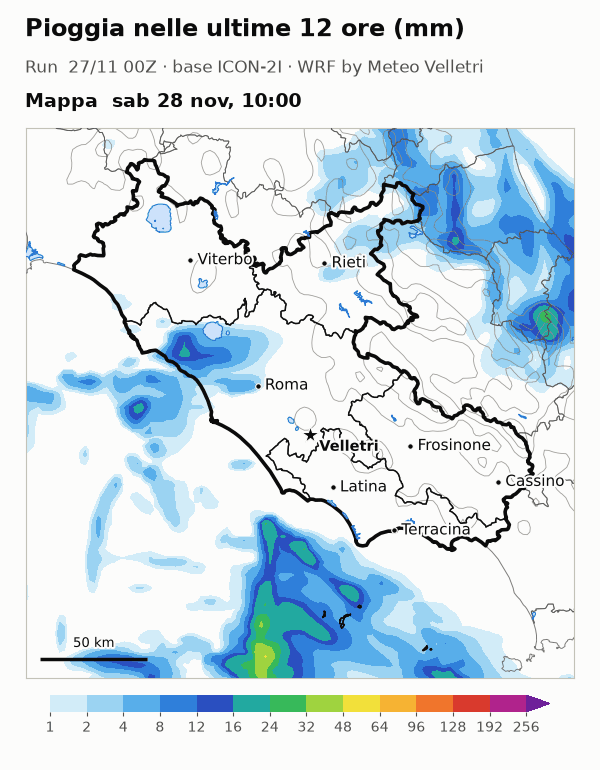 Pioggia nelle ultime 12 ore (mm)
Run 27/11 00Z · base ICON-2I · WRF by Meteo Velletri
Mappa sab 28 nov, 10:00
Viterbo
Rieti
Roma
Velletri
Frosinone
Latina
Cassino
Terracina
50 km
1 2 4 8 12 16 24 32 48 64 96 128 192 256